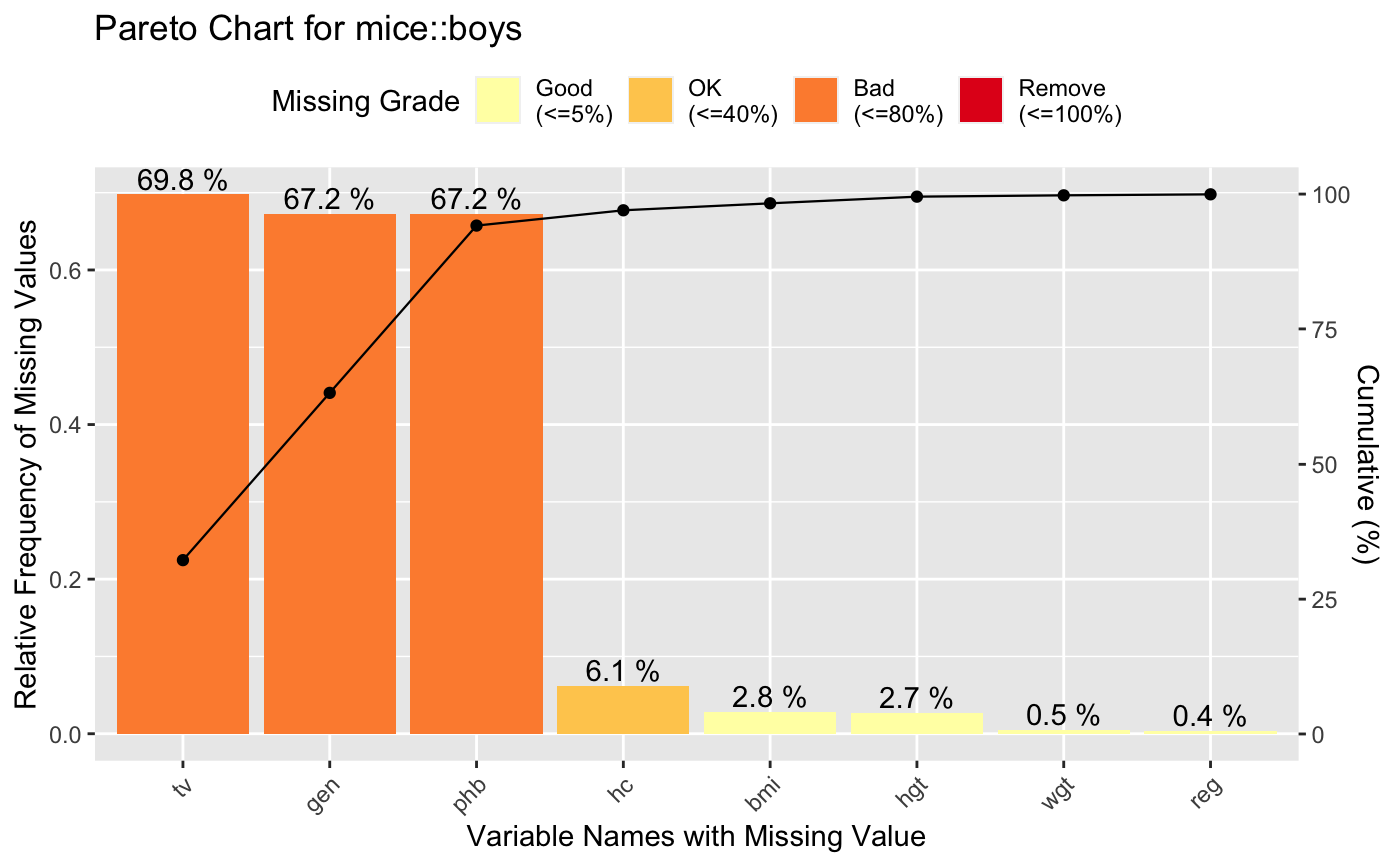 Pareto Chart for mice::boys
Missing Grade
Good
(<=5%)
OK
(<=40%)
Bad
(<=80%)
Remove
(<=100%)
Relative Frequency of Missing Values
0.6
0.4
0.2
0.0
69.8 %
67.2 %
67.2 %
6.1 %
2.8 %
2.7 %
0.5 %
0.4 %
100
75
50
25
0
Cumulative (%)
tv
gen
phb
hc
bmi
hgt
wgt
reg
Variable Names with Missing Value